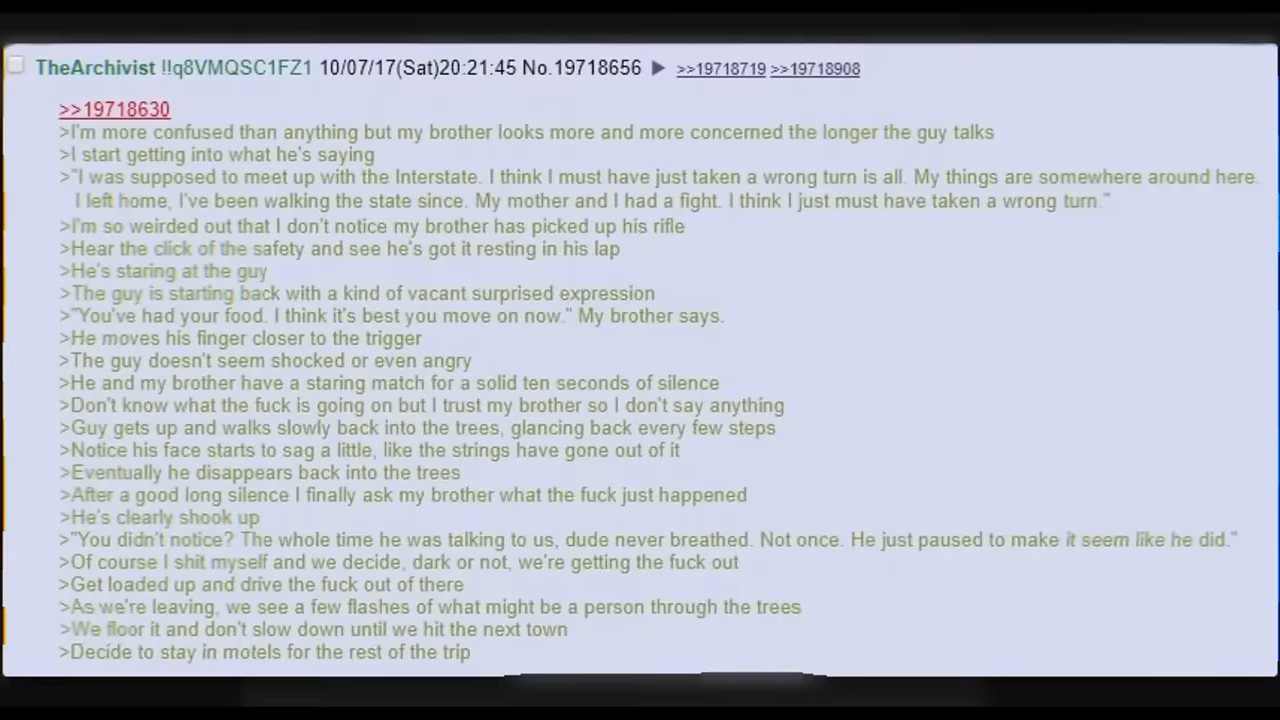 TheArchivist !!q8VMQSC1FZ1 10/07/17(Sat)20:21:45 No.19718656 ▶ >>19718719 >>19718908
>>19718630
>I'm more confused than anything but my brother looks more and more concerned the longer the guy talks
>I start getting into what he's saying
>"I was supposed to meet up with the Interstate. I think I must have just taken a wrong turn is all. My things are somewhere around here.
I left home, I've been walking the state since. My mother and I had a fight. I think I just must have taken a wrong turn."
>I'm so weirded out that I don't notice my brother has picked up his rifle
>Hear the click of the safety and see he's got it resting in his lap
>He's staring at the guy
>The guy is starting back with a kind of vacant surprised expression
>"You've had your food. I think it's best you move on now." My brother says.
>He moves his finger closer to the trigger
>The guy doesn't seem shocked or even angry
>He and my brother have a staring match for a solid ten seconds of silence
>Don't know what the fuck is going on but I trust my brother so I don't say anything
>Guy gets up and walks slowly back into the trees, glancing back every few steps
>Notice his face starts to sag a little, like the strings have gone out of it
>Eventually he disappears back into the trees
>After a good long silence I finally ask my brother what the fuck just happened
>He's clearly shook up
>"You didn't notice? The whole time he was talking to us, dude never breathed. Not once. He just paused to make it seem like he did."
>Of course I shit myself and we decide, dark or not, we're getting the fuck out
>Get loaded up and drive the fuck out of there
>As we're leaving, we see a few flashes of what might be a person through the trees
>We floor it and don't slow down until we hit the next town
>Decide to stay in motels for the rest of the trip